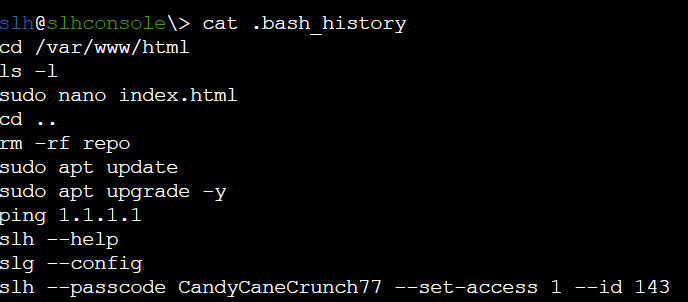 slh@slhconsole\> cat .bash_history
cd /var/www/html
ls -l
sudo nano index.html
cd ..
rm -rf repo
sudo apt update
sudo apt upgrade -y
ping 1.1.1.1
slh --help
slg --config
slh --passcode CandyCaneCrunch77 --set-access 1 --id 143